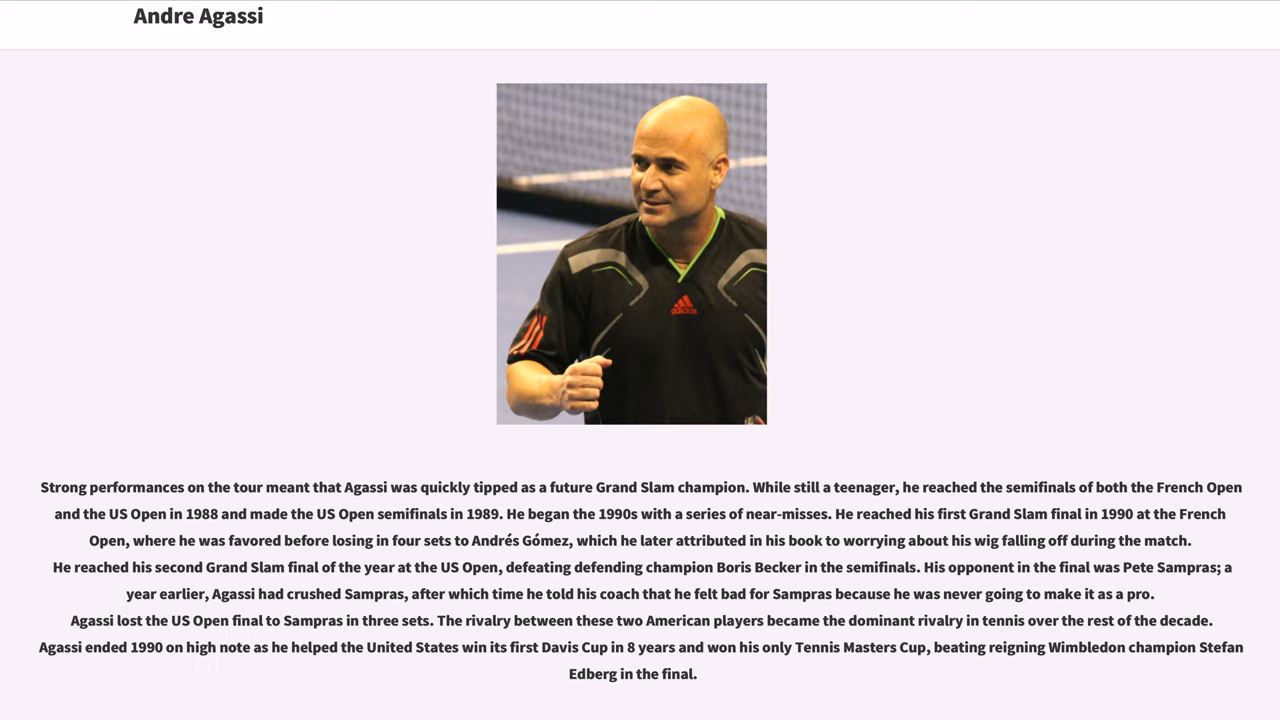 Andre Agassi
adidas
Strong performances on the tour meant that Agassi was quickly tipped as a future Grand Slam champion. While still a teenager, he reached the semifinals of both the French Open
and the US Open in 1988 and made the US Open semifinals in 1989. He began the 1990s with a series of near-misses. He reached his first Grand Slam final in 1990 at the French
Open, where he was favored before losing in four sets to Andrés Gómez, which he later attributed in his book to worrying about his wig falling off during the match.
He reached his second Grand Slam final of the year at the US Open, defeating defending champion Boris Becker in the semifinals. His opponent in the final was Pete Sampras; a
year earlier, Agassi had crushed Sampras, after which time he told his coach that he felt bad for Sampras because he was never going to make it as a pro.
Agassi lost the US Open final to Sampras in three sets. The rivalry between these two American players became the dominant rivalry in tennis over the rest of the decade.
Agassi ended 1990 on high note as he helped the United States win its first Davis Cup in 8 years and won his only Tennis Masters Cup, beating reigning Wimbledon champion Stefan
Edberg in the final.